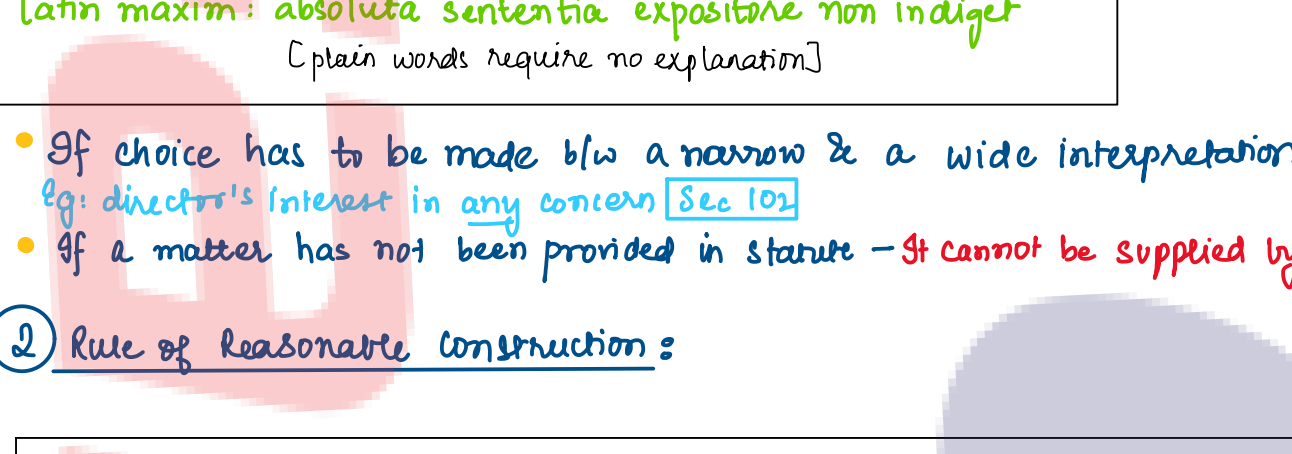 latin maxim: absoluta sententia expositore non indiget
[plain words require no explanation]
If choice has to be made b/w a narrow & a wide interpretation
Eg: director's interest in any concern Sec 102
If a matter has not been provided in statute - It cannot be supplied by
2 Rule of Reasonable Construction: